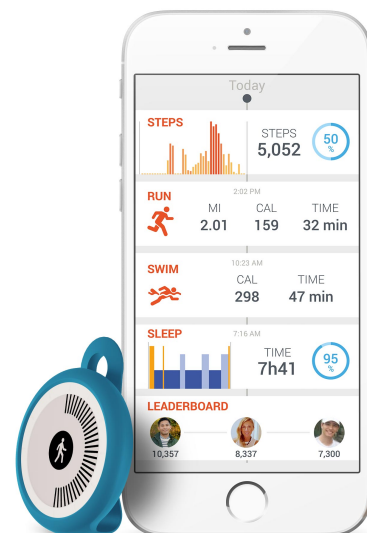 Today
STEPS
STEPS
5,052
50
%
2:02 PM
RUN
MI CAL TIME
2.01 159 32 min
10:23 AM
SWIM
CAL TIME
298 47 min
7:16 AM
SLEEP
TIME
7h41
95
%
LEADERBOARD
10,357 8,337 7,300